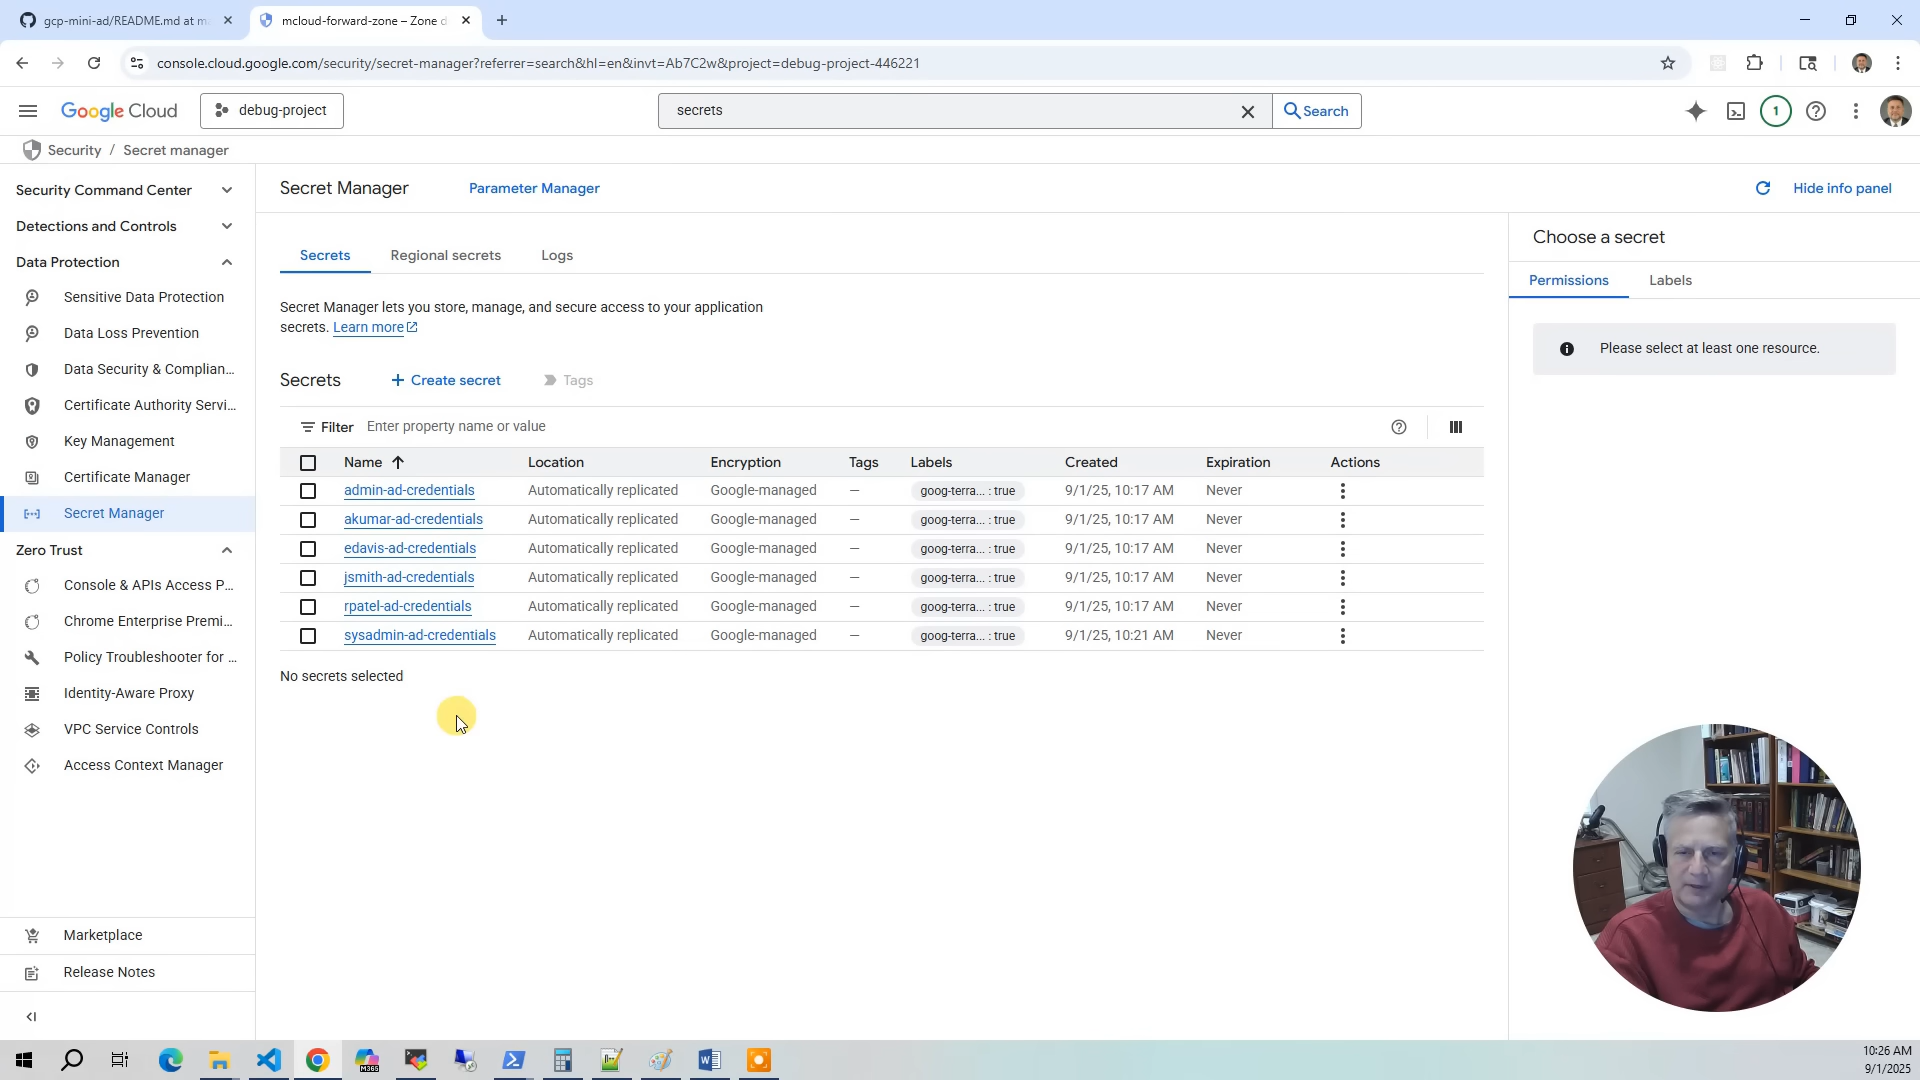 gcp-mini-ad/README.md at m
mcloud-forward-zone – Zone d
console.cloud.google.com/security/secret-manager?referrer=search&hl=en&invt=Ab7C2w&project=debug-project-446221
Google Cloud
debug-project
secrets
Search
1
Security / Secret manager
Security Command Center
Detections and Controls
Data Protection
Sensitive Data Protection
Data Loss Prevention
Data Security & Complian...
Certificate Authority Servi...
Key Management
Certificate Manager
Secret Manager
Zero Trust
Console & APIs Access P...
Chrome Enterprise Premi...
Policy Troubleshooter for ...
Identity-Aware Proxy
VPC Service Controls
Access Context Manager
Marketplace
Release Notes
Secret Manager
Parameter Manager
Hide info panel
Secrets
Regional secrets
Logs
Secret Manager lets you store, manage, and secure access to your application
secrets. Learn more
Secrets
+ Create secret
Tags
Filter Enter property name or value
Name Location Encryption Tags Labels Created Expiration Actions
admin-ad-credentials Automatically replicated Google-managed – goog-terra... : true 9/1/25, 10:17 AM Never
akumar-ad-credentials Automatically replicated Google-managed – goog-terra... : true 9/1/25, 10:17 AM Never
edavis-ad-credentials Automatically replicated Google-managed – goog-terra... : true 9/1/25, 10:17 AM Never
jsmith-ad-credentials Automatically replicated Google-managed – goog-terra... : true 9/1/25, 10:17 AM Never
rpatel-ad-credentials Automatically replicated Google-managed – goog-terra... : true 9/1/25, 10:17 AM Never
sysadmin-ad-credentials Automatically replicated Google-managed – goog-terra... : true 9/1/25, 10:21 AM Never
No secrets selected
Choose a secret
Permissions
Labels
Please select at least one resource.
M365
10:26 AM
9/1/2025